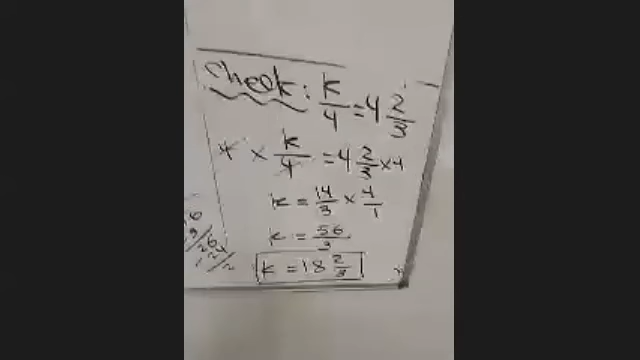 Check: k/4 = 4 2/3
4 × k/4 = 4 2/3 × 4
k = 14/3 × 4/1
k = 56/3
k = 18 2/3